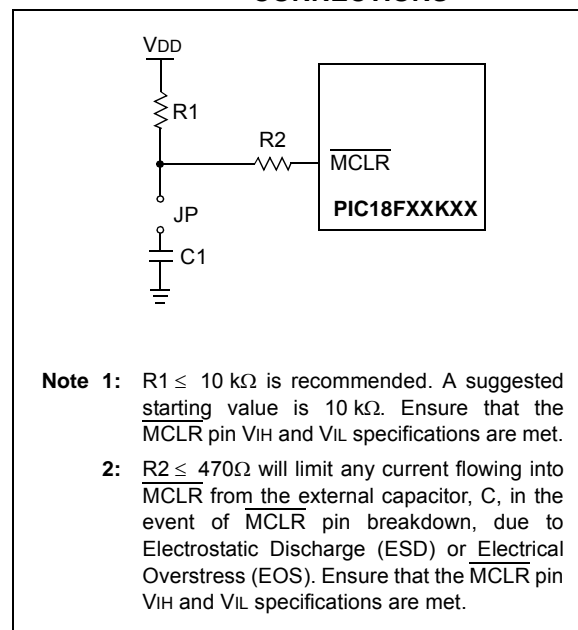 VDD
R1
R2
MCLR
PIC18FXXKXX
JP
C1
Note 1: R1 ≤ 10 kΩ is recommended. A suggested
starting value is 10 kΩ. Ensure that the
MCLR pin VIH and VIL specifications are met.
2: R2 ≤ 470Ω will limit any current flowing into
MCLR from the external capacitor, C, in the
event of MCLR pin breakdown, due to
Electrostatic Discharge (ESD) or Electrical
Overstress (EOS). Ensure that the MCLR pin
VIH and VIL specifications are met.